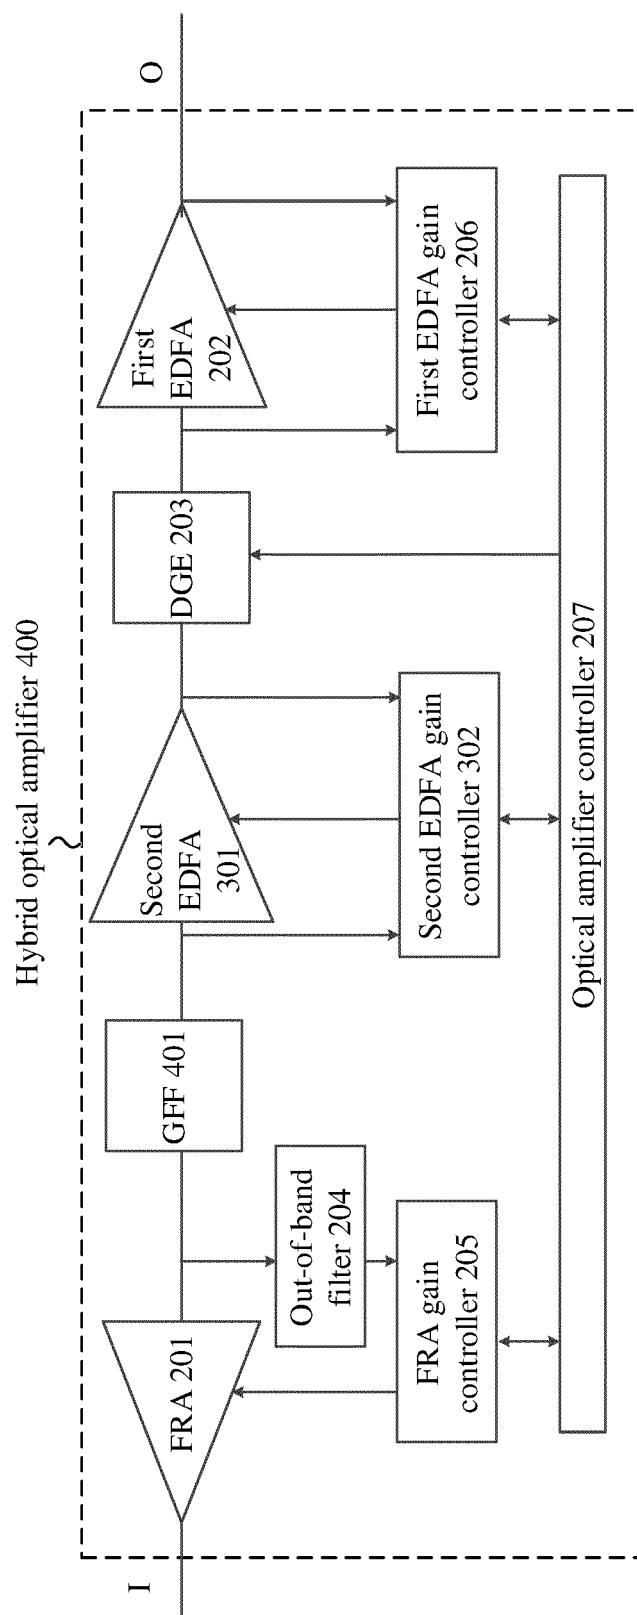 Hybrid optical amplifier 400
I
FRA 201
GFF 401
Second
EDFA
301
DGE 203
First
EDFA
202
O
Out-of-band
filter 204
FRA gain
controller 205
Second EDFA gain
controller 302
First EDFA gain
controller 206
Optical amplifier controller 207